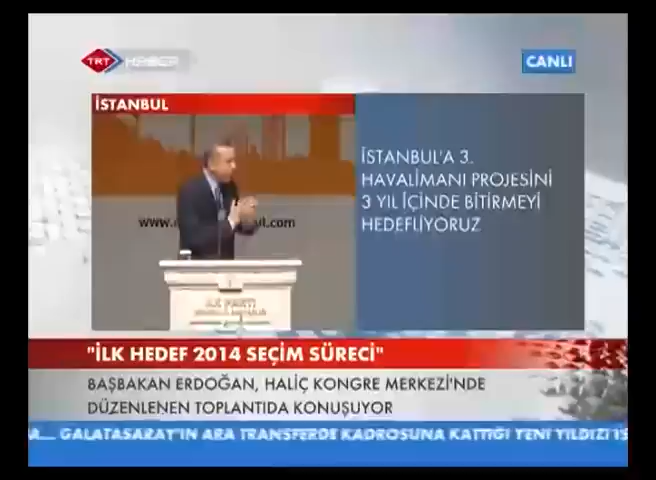 TRT HABER
CANLI
İSTANBUL
İSTANBUL'A 3.
HAVALİMANI PROJESİNİ
3 YIL İÇİNDE BİTİRMEYİ
HEDEFLİYORUZ
AK PARTİ
"İLK HEDEF 2014 SEÇİM SÜRECİ"
BAŞBAKAN ERDOĞAN, HALİÇ KONGRE MERKEZİ'NDE
DÜZENLENEN TOPLANTIDA KONUŞUYOR
GALATASARAY'IN ARA TRANSFERDE KADROSUNA KATTIĞI YENİ YILDIZI